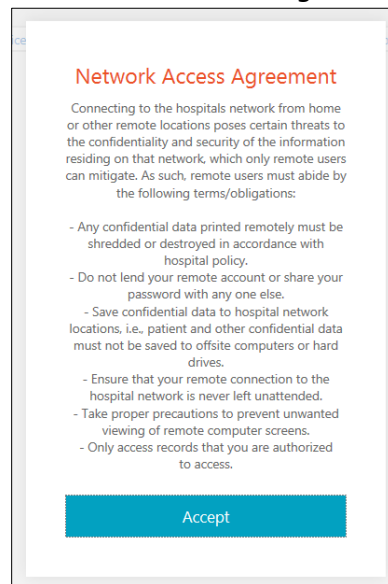 Network Access Agreement
Connecting to the hospitals network from home
or other remote locations poses certain threats to
the confidentiality and security of the information
residing on that network, which only remote users
can mitigate. As such, remote users must abide by
the following terms/obligations:
- Any confidential data printed remotely must be
shredded or destroyed in accordance with
hospital policy.
- Do not lend your remote account or share your
password with any one else.
- Save confidential data to hospital network
locations, i.e., patient and other confidential data
must not be saved to offsite computers or hard
drives.
- Ensure that your remote connection to the
hospital network is never left unattended.
- Take proper precautions to prevent unwanted
viewing of remote computer screens.
- Only access records that you are authorized
to access.
Accept